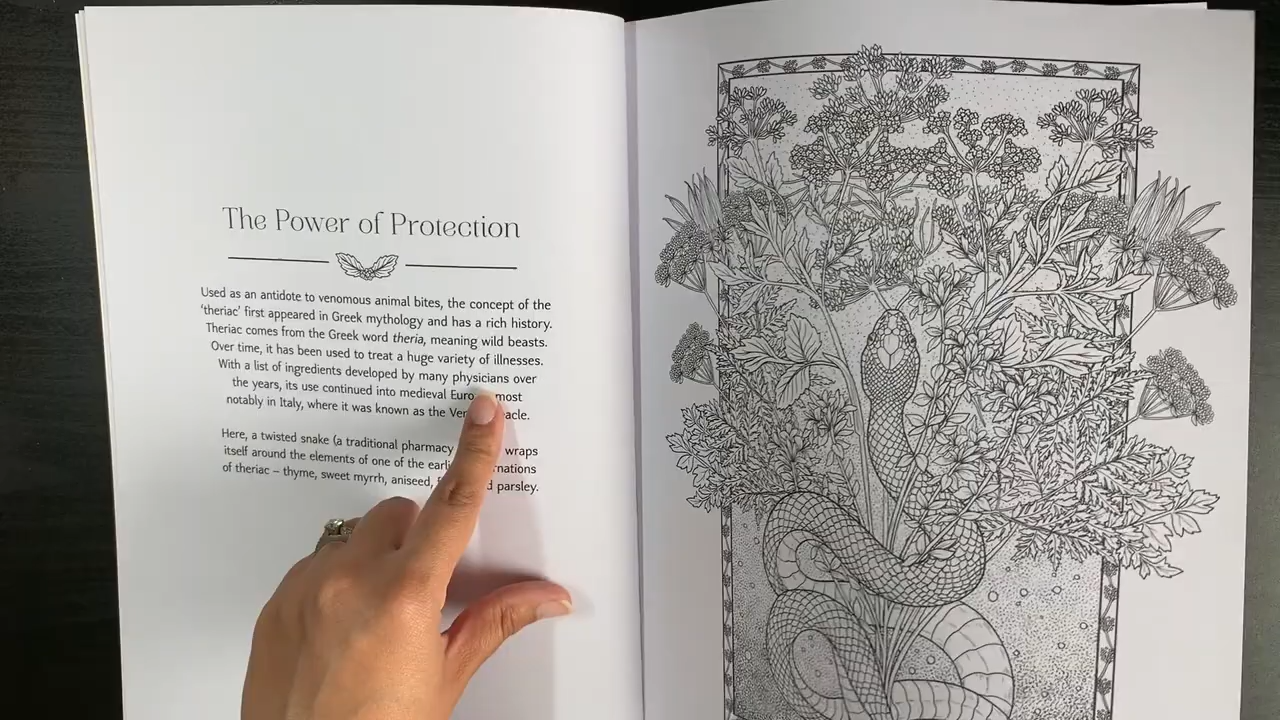 The Power of Protection
Used as an antidote to venomous animal bites, the concept of the
‘theriac’ first appeared in Greek mythology and has a rich history.
Theriac comes from the Greek word theria, meaning wild beasts.
Over time, it has been used to treat a huge variety of illnesses.
With a list of ingredients developed by many physicians over
the years, its use continued into medieval most
notably in Italy, where it was known as the
Here, a twisted snake (a traditional pharmacy wraps
itself around the elements of one of the
of theriac – thyme, sweet myrrh, aniseed, parsley.